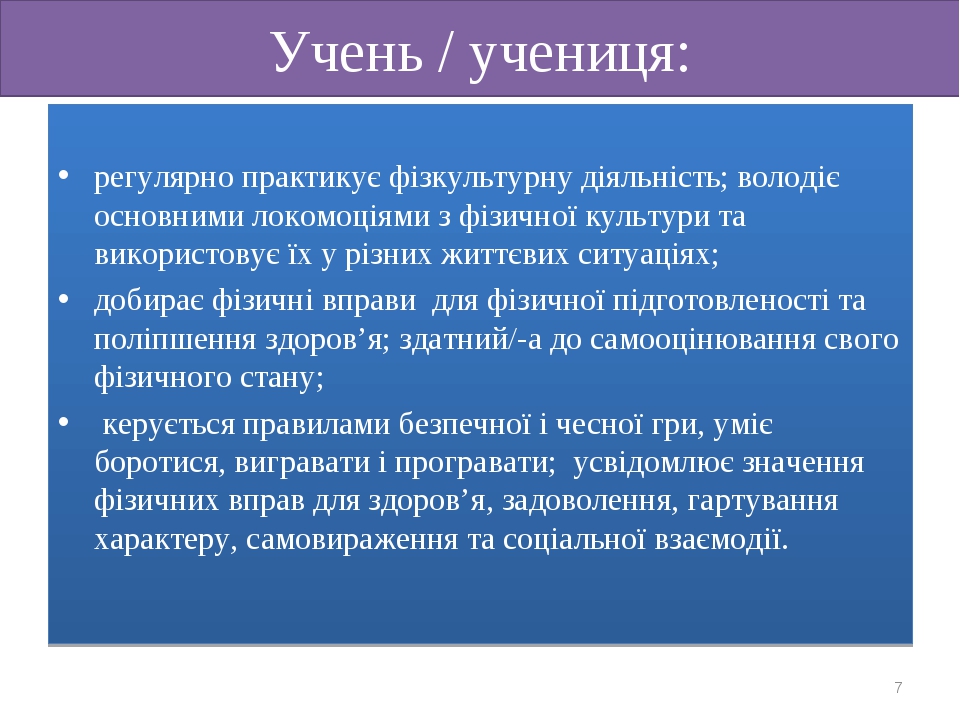 Учень / учениця:
• регулярно практикує фізкультурну діяльність; володіє
основними локомоціями з фізичної культури та
використовує їх у різних життєвих ситуаціях;
• добирає фізичні вправи  для фізичної підготовленості та
поліпшення здоров’я; здатний/-а до самооцінювання свого
фізичного стану;
•  керується правилами безпечної і чесної гри, уміє
боротися, вигравати і програвати;  усвідомлює значення
фізичних вправ для здоров’я, задоволення, гартування
характеру, самовираження та соціальної взаємодії.
7